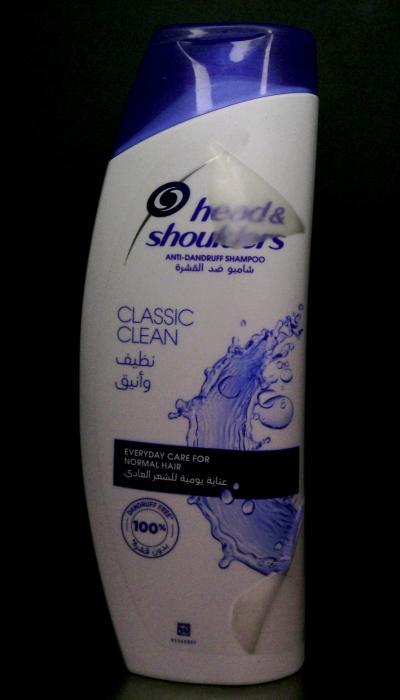 head &
shoulders
ANTI-DANDRUFF SHAMPOO
شامبو ضد القشرة
CLASSIC
CLEAN
نظيف
وأنيق
EVERYDAY CARE FOR
NORMAL HAIR
عناية يومية للشعر العادي
DANDRUFF FREE*
100%
بدون قشرة*